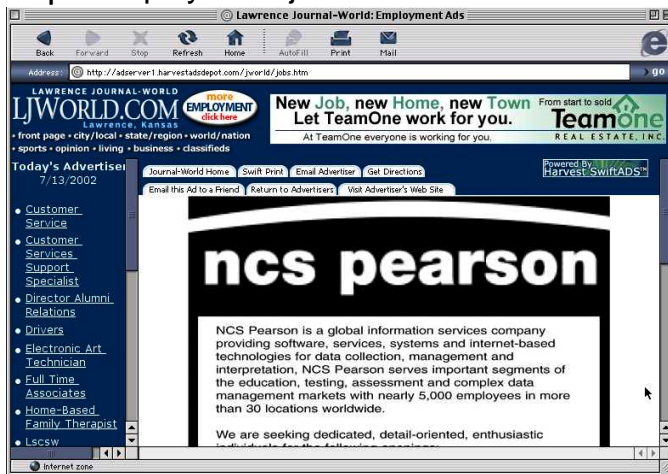 Lawrence Journal-World: Employment Ads
Back Forward Stop Refresh Home AutoFill Print Mail
Address: http://adserver1.harvestadsdepot.com/jworld/jobs.htm go
LAWRENCE JOURNAL-WORLD
LJWORLD.COM
Lawrence, Kansas
more
EMPLOYMENT
click here
• front page • city/local • state/region • world/nation
• sports • opinion • living • business • classifieds
New Job, new Home, new Town
Let TeamOne work for you.
At TeamOne everyone is working for you.
From start to sold
Teamone
REAL ESTATE, INC.
Today's Advertiser
7/13/2002
• Customer
Service
• Customer
Services
Support
Specialist
• Director Alumni
Relations
• Drivers
• Electronic Art
Technician
• Full Time
Associates
• Home-Based
Family Therapist
• Lscsw
Journal-World Home Swift Print Email Advertiser Get Directions
Email this Ad to a Friend Return to Advertisers Visit Advertiser's Web Site
Powered By
Harvest SwiftADS™
ncs pearson
NCS Pearson is a global information services company
providing software, services, systems and internet-based
technologies for data collection, management and
interpretation, NCS Pearson serves important segments of
the education, testing, assessment and complex data
management markets with nearly 5,000 employees in more
than 30 locations worldwide.
We are seeking dedicated, detail-oriented, enthusiastic
individuals for the following openings:
Internet zone